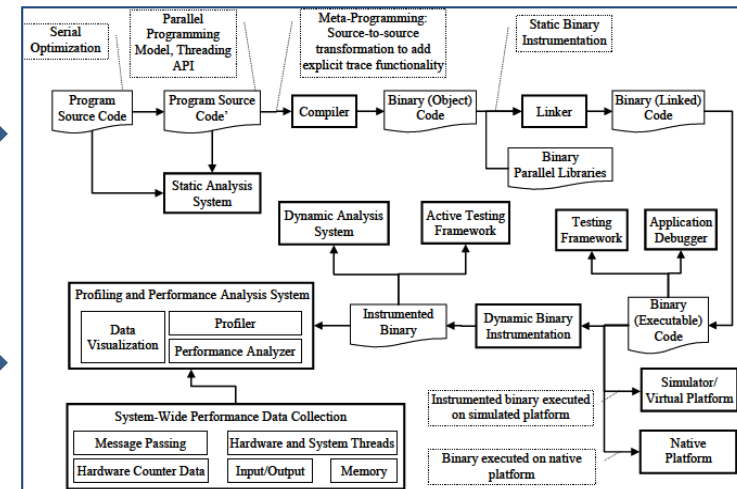 Serial
Optimization
Parallel
Programming
Model, Threading
API
Meta-Programming:
Source-to-source
transformation to add
explicit trace functionality
Static Binary
Instrumentation
Program
Source Code
Program Source
Code’
Compiler
Binary (Object)
Code
Linker
Binary (Linked)
Code
Binary
Parallel Libraries
Static Analysis
System
Dynamic Analysis
System
Active Testing
Framework
Testing
Framework
Application
Debugger
Profiling and Performance Analysis System
Data
Visualization
Profiler
Performance Analyzer
Instrumented
Binary
Dynamic Binary
Instrumentation
Binary
(Executable)
Code
Simulator/
Virtual Platform
Instrumented binary executed
on simulated platform
System-Wide Performance Data Collection
Message Passing
Hardware and System Threads
Hardware Counter Data
Input/Output
Memory
Binary executed on native
platform
Native
Platform